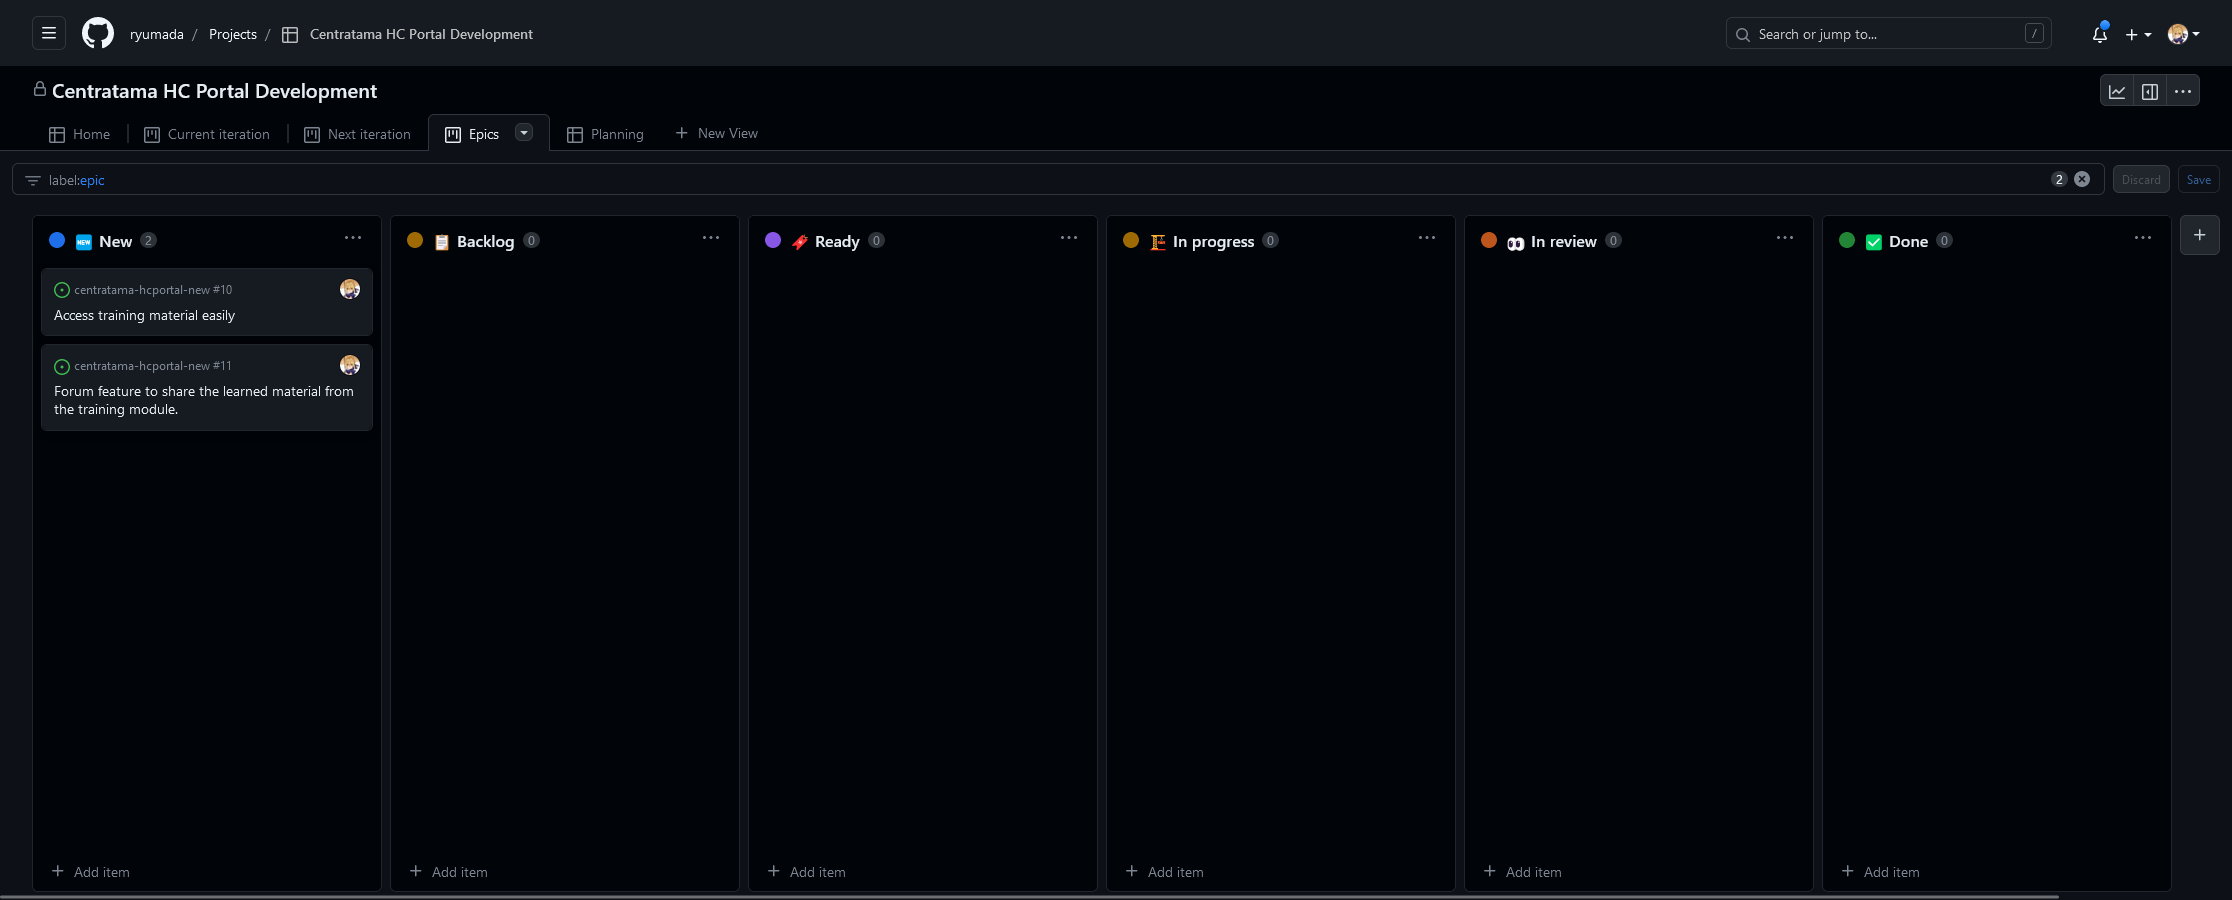 ryumada / Projects / Centratama HC Portal Development
Search or jump to...
/
Centratama HC Portal Development
Home
Current iteration
Next iteration
Epics
Planning
New View
label:epic
2
Discard
Save
NEW New 2
Backlog 0
Ready 0
In progress 0
In review 0
Done 0
centratama-hcportal-new #10
Access training material easily
centratama-hcportal-new #11
Forum feature to share the learned material from
the training module.
Add item
Add item
Add item
Add item
Add item
Add item